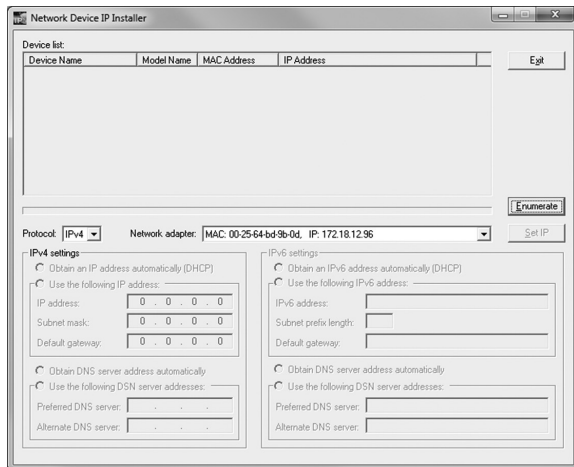 Network Device IP Installer
Device list:
Device Name Model Name MAC Address IP Address
Exit
Enumerate
Protocol: IPv4 Network adapter: MAC: 00-25-64-bd-9b-0d, IP: 172.18.12.96 Set IP
IPv4 settings
Obtain an IP address automatically (DHCP)
Use the following IP address:
IP address: 0 . 0 . 0 . 0
Subnet mask: 0 . 0 . 0 . 0
Default gateway: 0 . 0 . 0 . 0
Obtain DNS server address automatically
Use the following DSN server addresses:
Preferred DNS server: . . .
Alternate DNS server: . . .
IPv6 settings
Obtain an IPv6 address automatically (DHCP)
Use the following IPv6 address:
IPv6 address:
Subnet prefix length:
Default gateway:
Obtain DNS server address automatically
Use the following DSN server addresses:
Preferred DNS server:
Alternate DNS server: